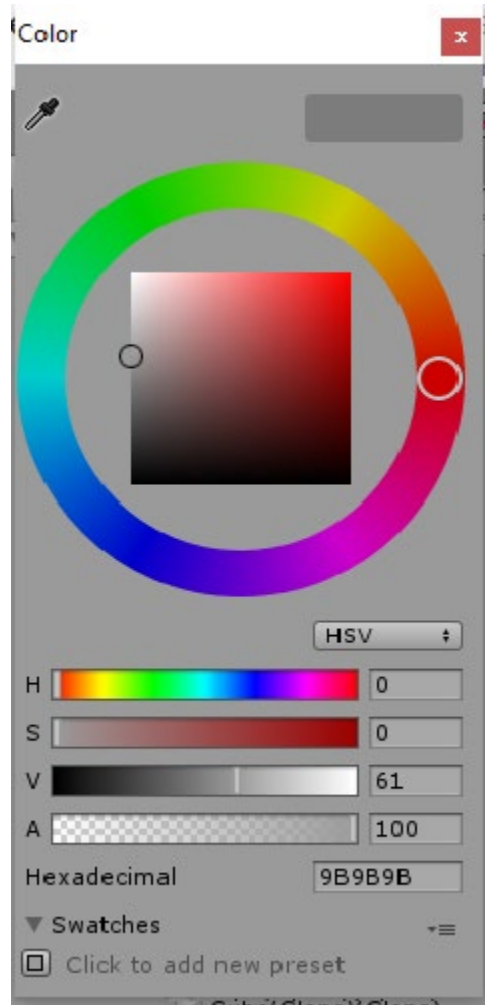 Color
x
HSV
H 0
S 0
V 61
A 100
Hexadecimal 9B9B9B
Swatches
Click to add new preset